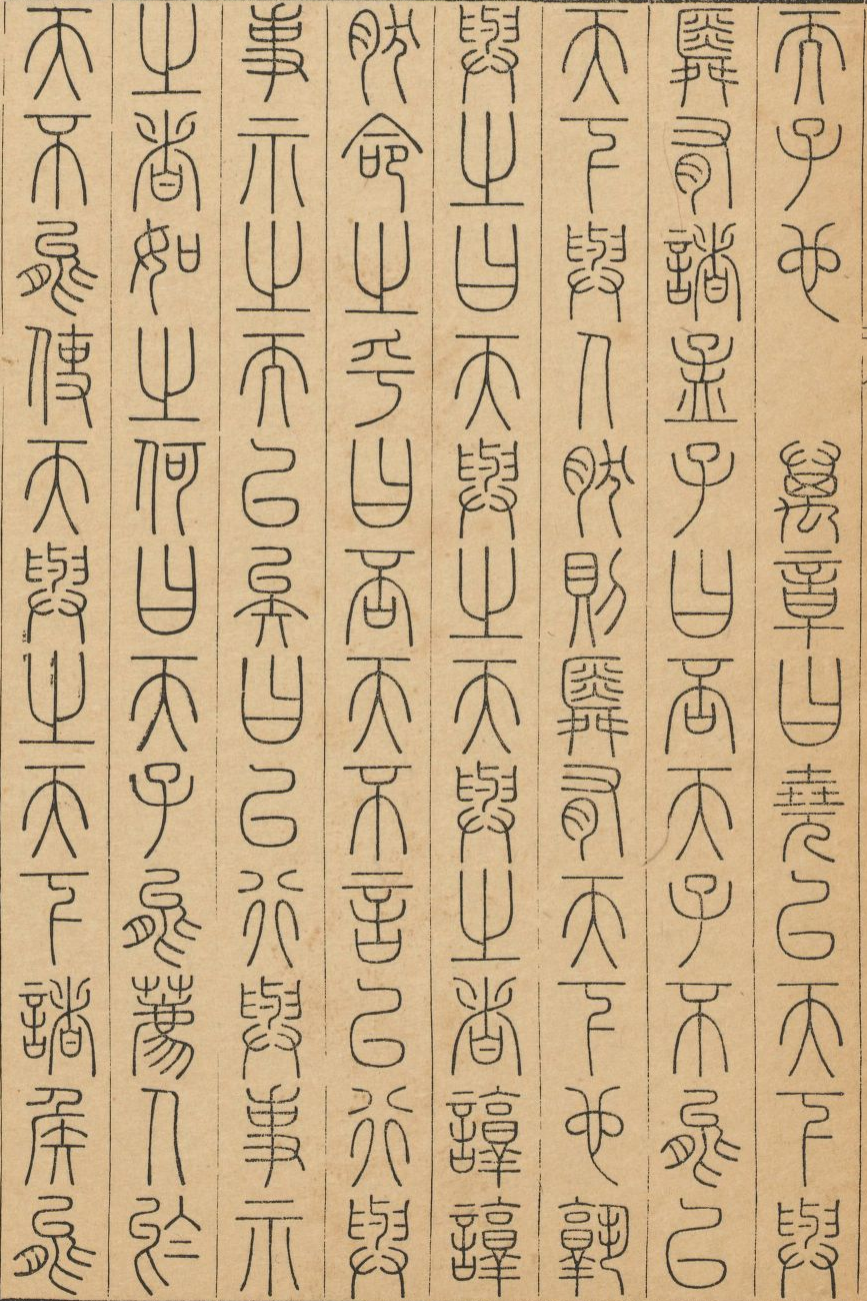 而子也　萬章曰堯以天下與
舜有諸孟子曰否天子不能以
天下與人然則舜有天下也孰
與之曰天與之天與之者諄諄
然命之乎曰否天不言以行與
事示之而已矣曰以行與事示
之者如之何曰天子能薦人於
天不能使天與之天下諸侯能